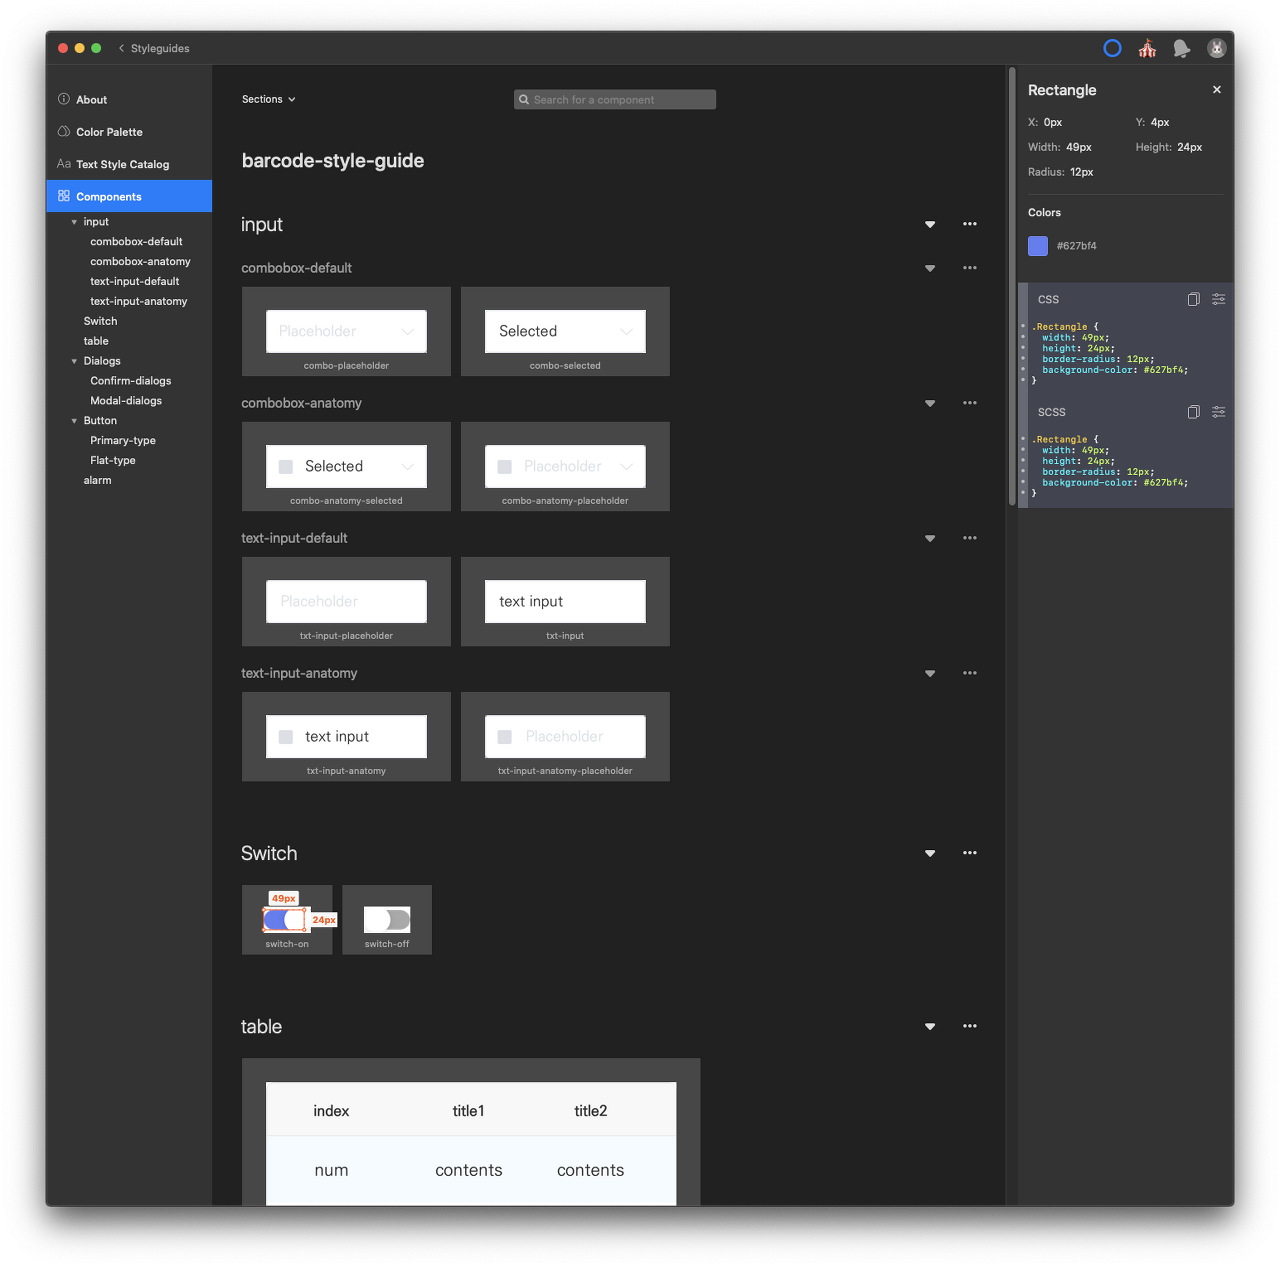 Styleguides
About
Color Palette
Aa Text Style Catalog
Components
input
combobox-default
combobox-anatomy
text-input-default
text-input-anatomy
Switch
table
Dialogs
Confirm-dialogs
Modal-dialogs
Button
Primary-type
Flat-type
alarm
Sections
Search for a component
barcode-style-guide
input
combobox-default
Placeholder
Selected
combo-placeholder
combo-selected
combobox-anatomy
Selected
Placeholder
combo-anatomy-selected
combo-anatomy-placeholder
text-input-default
Placeholder
text input
txt-input-placeholder
txt-input
text-input-anatomy
text input
Placeholder
txt-input-anatomy
txt-input-anatomy-placeholder
Switch
49px
24px
switch-on
switch-off
table
index title1 title2
num contents contents
Rectangle
X: 0px Y: 4px
Width: 49px Height: 24px
Radius: 12px
Colors
#627bf4
CSS
.Rectangle {
width: 49px;
height: 24px;
border-radius: 12px;
background-color: #627bf4;
}
SCSS
.Rectangle {
width: 49px;
height: 24px;
border-radius: 12px;
background-color: #627bf4;
}